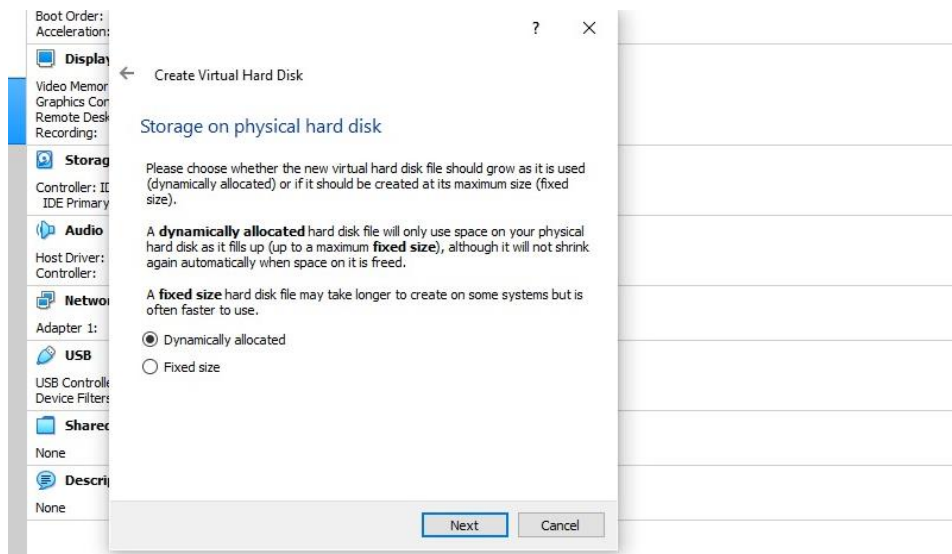 Boot Order:
Acceleration:
Display
Video Memor
Graphics Con
Remote Desk
Recording:
Storag
Controller: ID
IDE Primary
Audio
Host Driver:
Controller:
Networ
Adapter 1:
USB
USB Controlle
Device Filters
Shared
None
Descrip
None
?
Create Virtual Hard Disk
Storage on physical hard disk
Please choose whether the new virtual hard disk file should grow as it is used
(dynamically allocated) or if it should be created at its maximum size (fixed
size).
A dynamically allocated hard disk file will only use space on your physical
hard disk as it fills up (up to a maximum fixed size), although it will not shrink
again automatically when space on it is freed.
A fixed size hard disk file may take longer to create on some systems but is
often faster to use.
Dynamically allocated
Fixed size
Next
Cancel